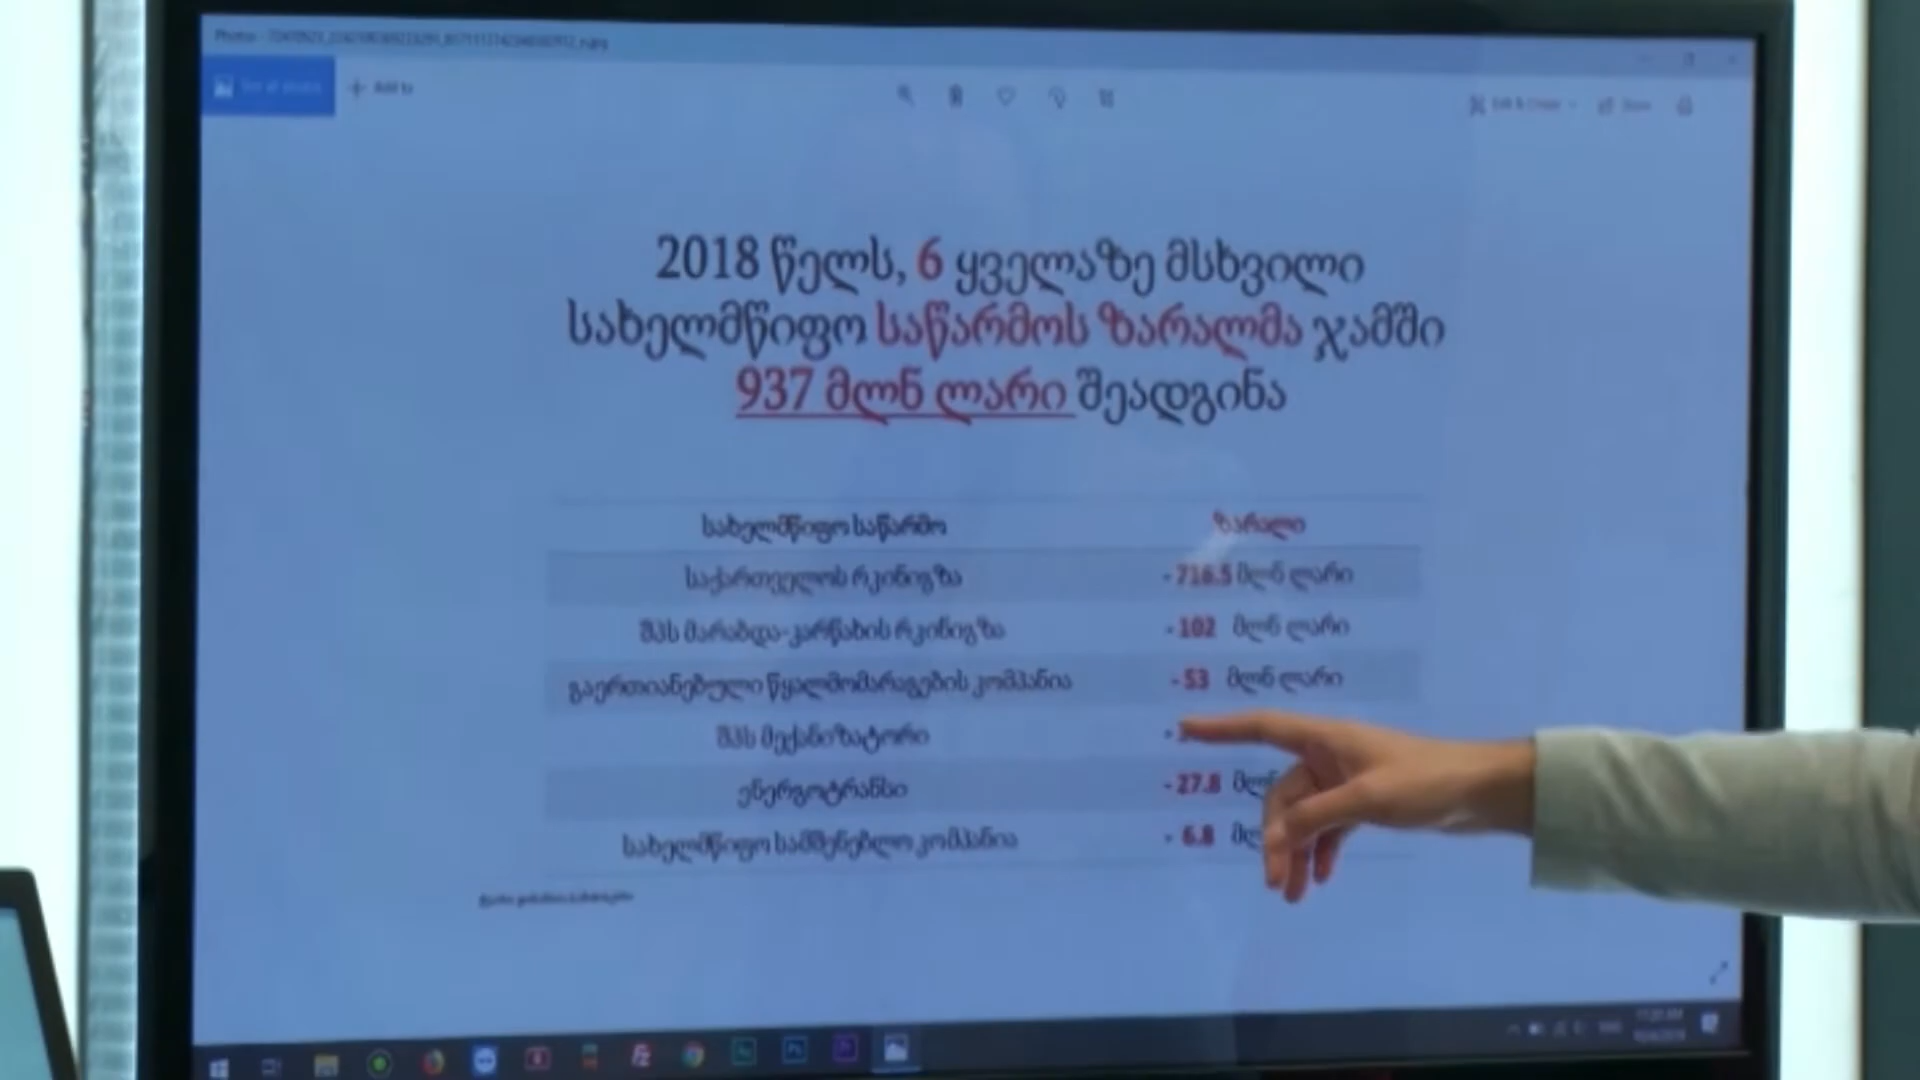 Add to
2018 წელს, 6 ყველაზე მსხვილი
სახელმწიფო საწარმოს ზარალმა ჯამში
937 მლნ ლარი შეადგინა
სახელმწიფო საწარმო ზარალი
საქართველოს რკინიგზა - 716.5 მლნ ლარი
შპს მარაბდა-კარწახის რკინიგზა - 102 მლნ ლარი
გაერთიანებული წყალმომარაგების კომპანია - 53 მლნ ლარი
შპს მექანიზატორი
ენერგოტრანსი - 27.8
სახელმწიფო სამშენებლო კომპანია - 6.8